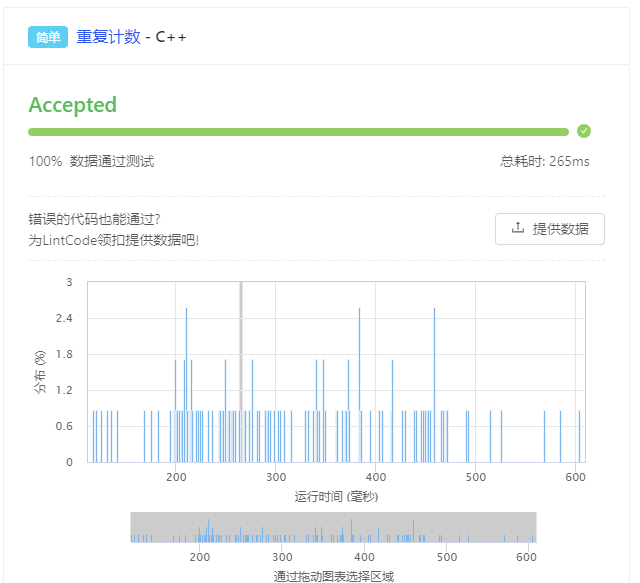 简单 重复计数 - C++
Accepted
100% 数据通过测试 总耗时: 265ms
错误的代码也能通过?
为LintCode领扣提供数据吧!
提供数据
3
2.4
1.8
1.2
0.6
0
分布 (%)
200 300 400 500 600
运行时间 (毫秒)
200 300 400 500 600
通过拖动图表选择区域